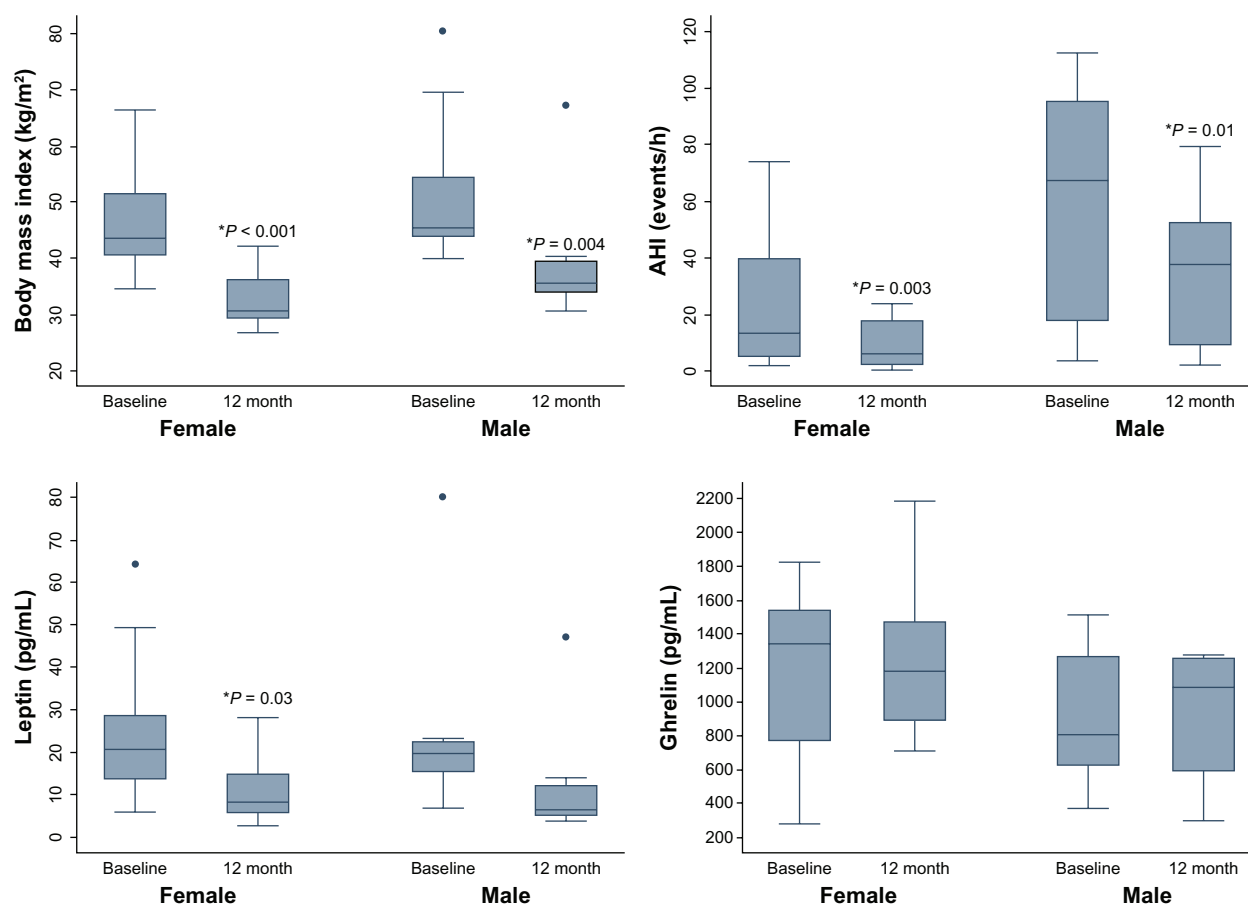 Body mass index (kg/m²)
80
70
60
50
40
30
20
*P < 0.001
*P = 0.004
Baseline 12 month Baseline 12 month
Female Male
AHI (events/h)
120
100
80
60
40
20
0
*P = 0.003
*P = 0.01
Baseline 12 month Baseline 12 month
Female Male
Leptin (pg/mL)
80
70
60
50
40
30
20
10
0
*P = 0.03
Baseline 12 month Baseline 12 month
Female Male
Ghrelin (pg/mL)
2200
2000
1800
1600
1400
1200
1000
800
600
400
200
Baseline 12 month Baseline 12 month
Female Male